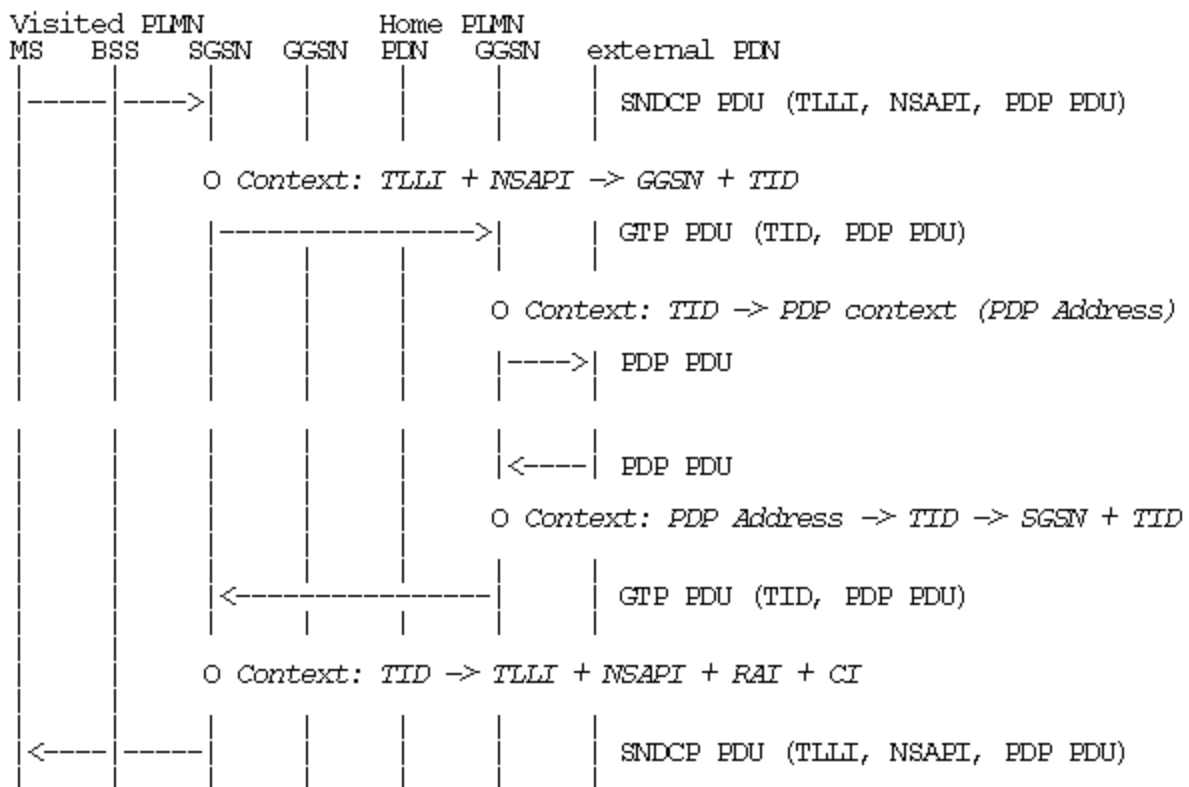 Visited PLMN Home PLMN
MS BSS SGSN GGSN PDN GGSN external PDN
SNDCP PDU (TLLI, NSAPI, PDP PDU)
O Context: TLLI + NSAPI -> GGSN + TID
GTP PDU (TID, PDP PDU)
O Context: TID -> PDP context (PDP Address)
PDP PDU
PDP PDU
O Context: PDP Address -> TID -> SGSN + TID
GTP PDU (TID, PDP PDU)
O Context: TID -> TLLI + NSAPI + RAI + CI
SNDCP PDU (TLLI, NSAPI, PDP PDU)